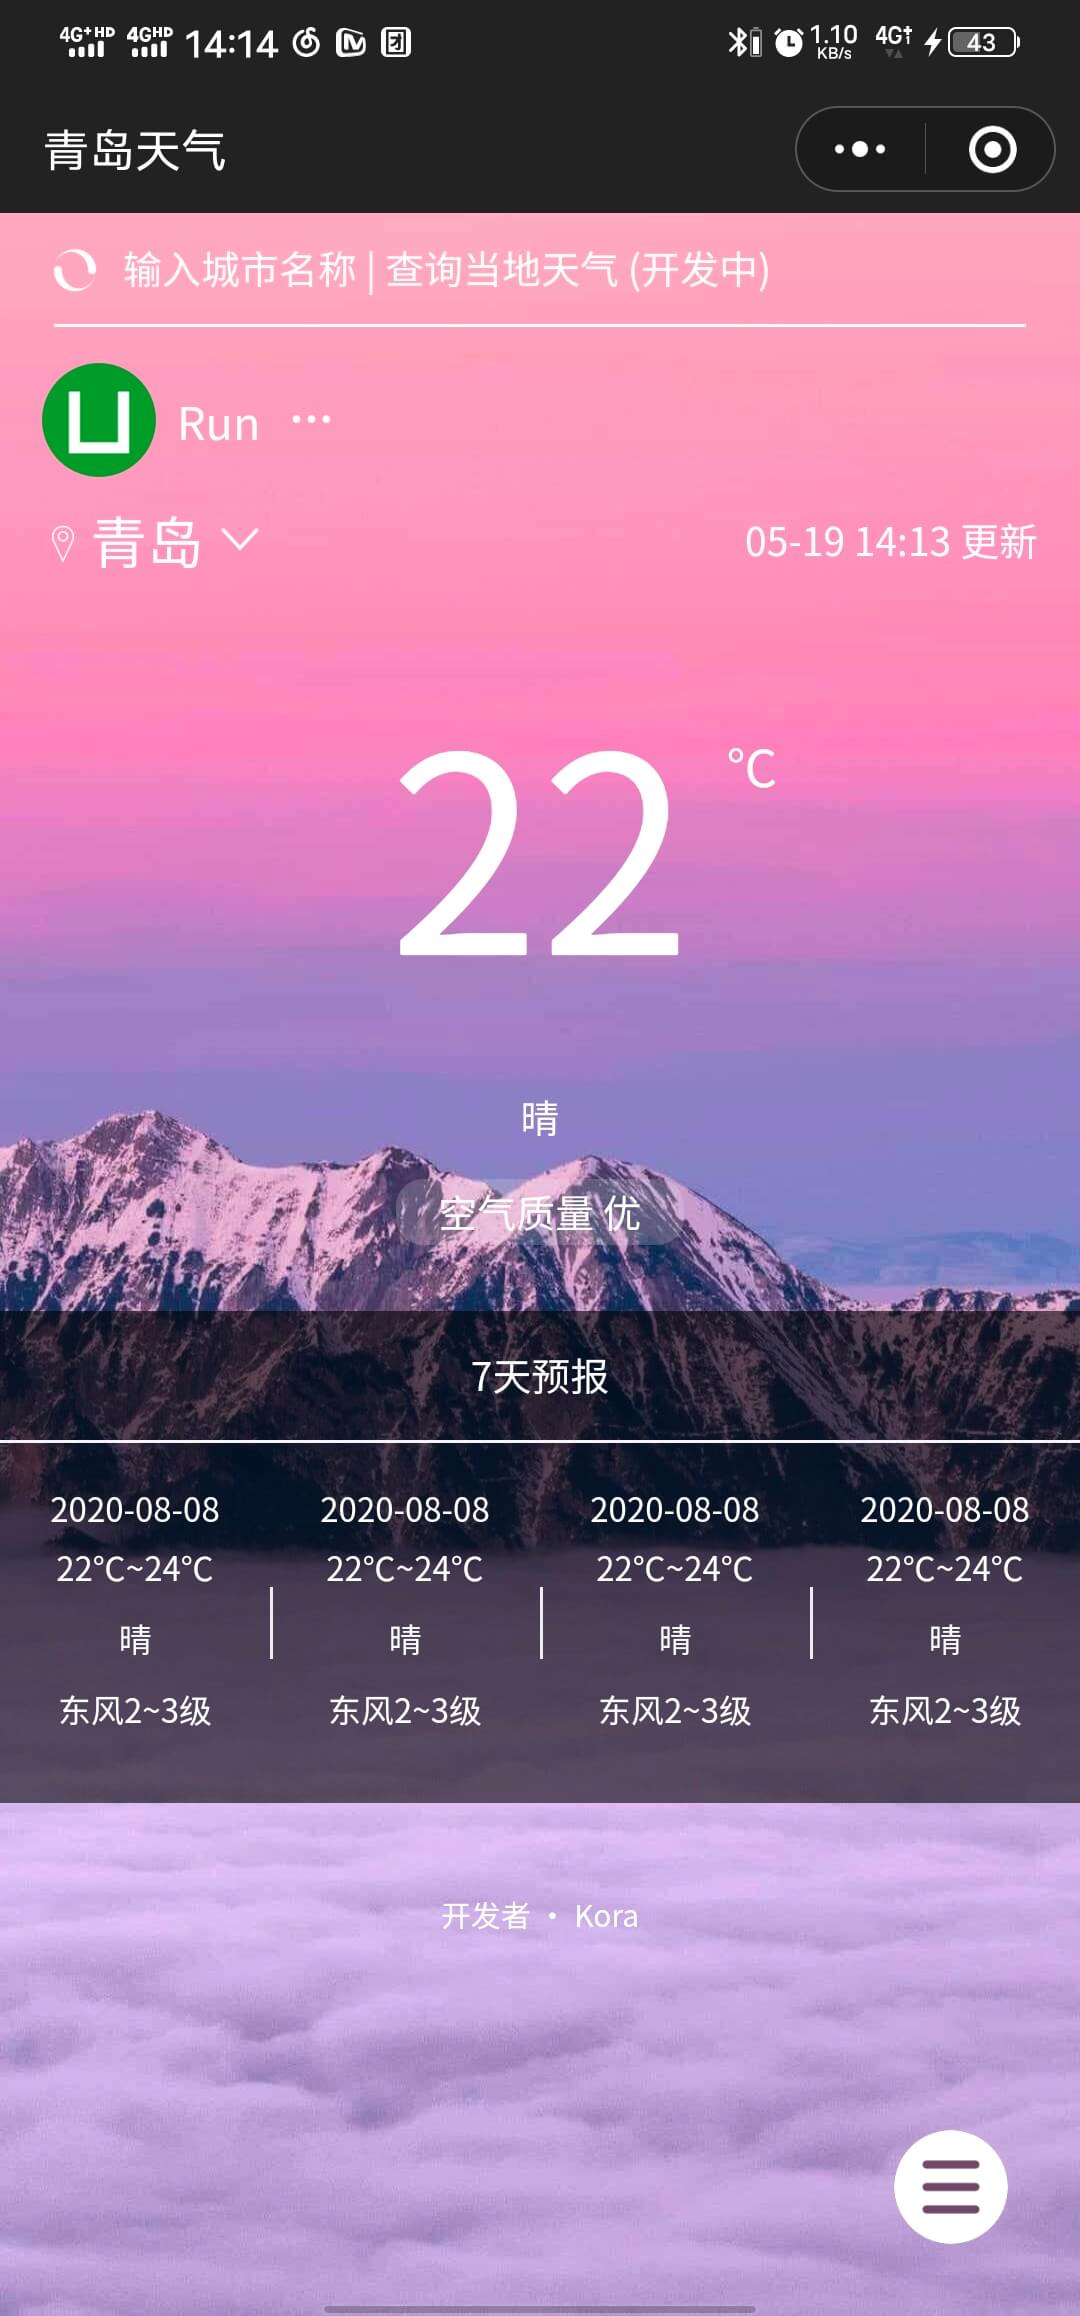 4G+HD 4GHD 14:14 1.10 KB/s 4G+ 43
青岛天气
输入城市名称 | 查询当地天气 (开发中)
Run ···
青岛 05-19 14:13 更新
22 ℃
晴
空气质量 优
7天预报
2020-08-08 2020-08-08 2020-08-08 2020-08-08
22℃~24℃ 22℃~24℃ 22℃~24℃ 22℃~24℃
晴 晴 晴 晴
东风2~3级 东风2~3级 东风2~3级 东风2~3级
开发者 · Kora